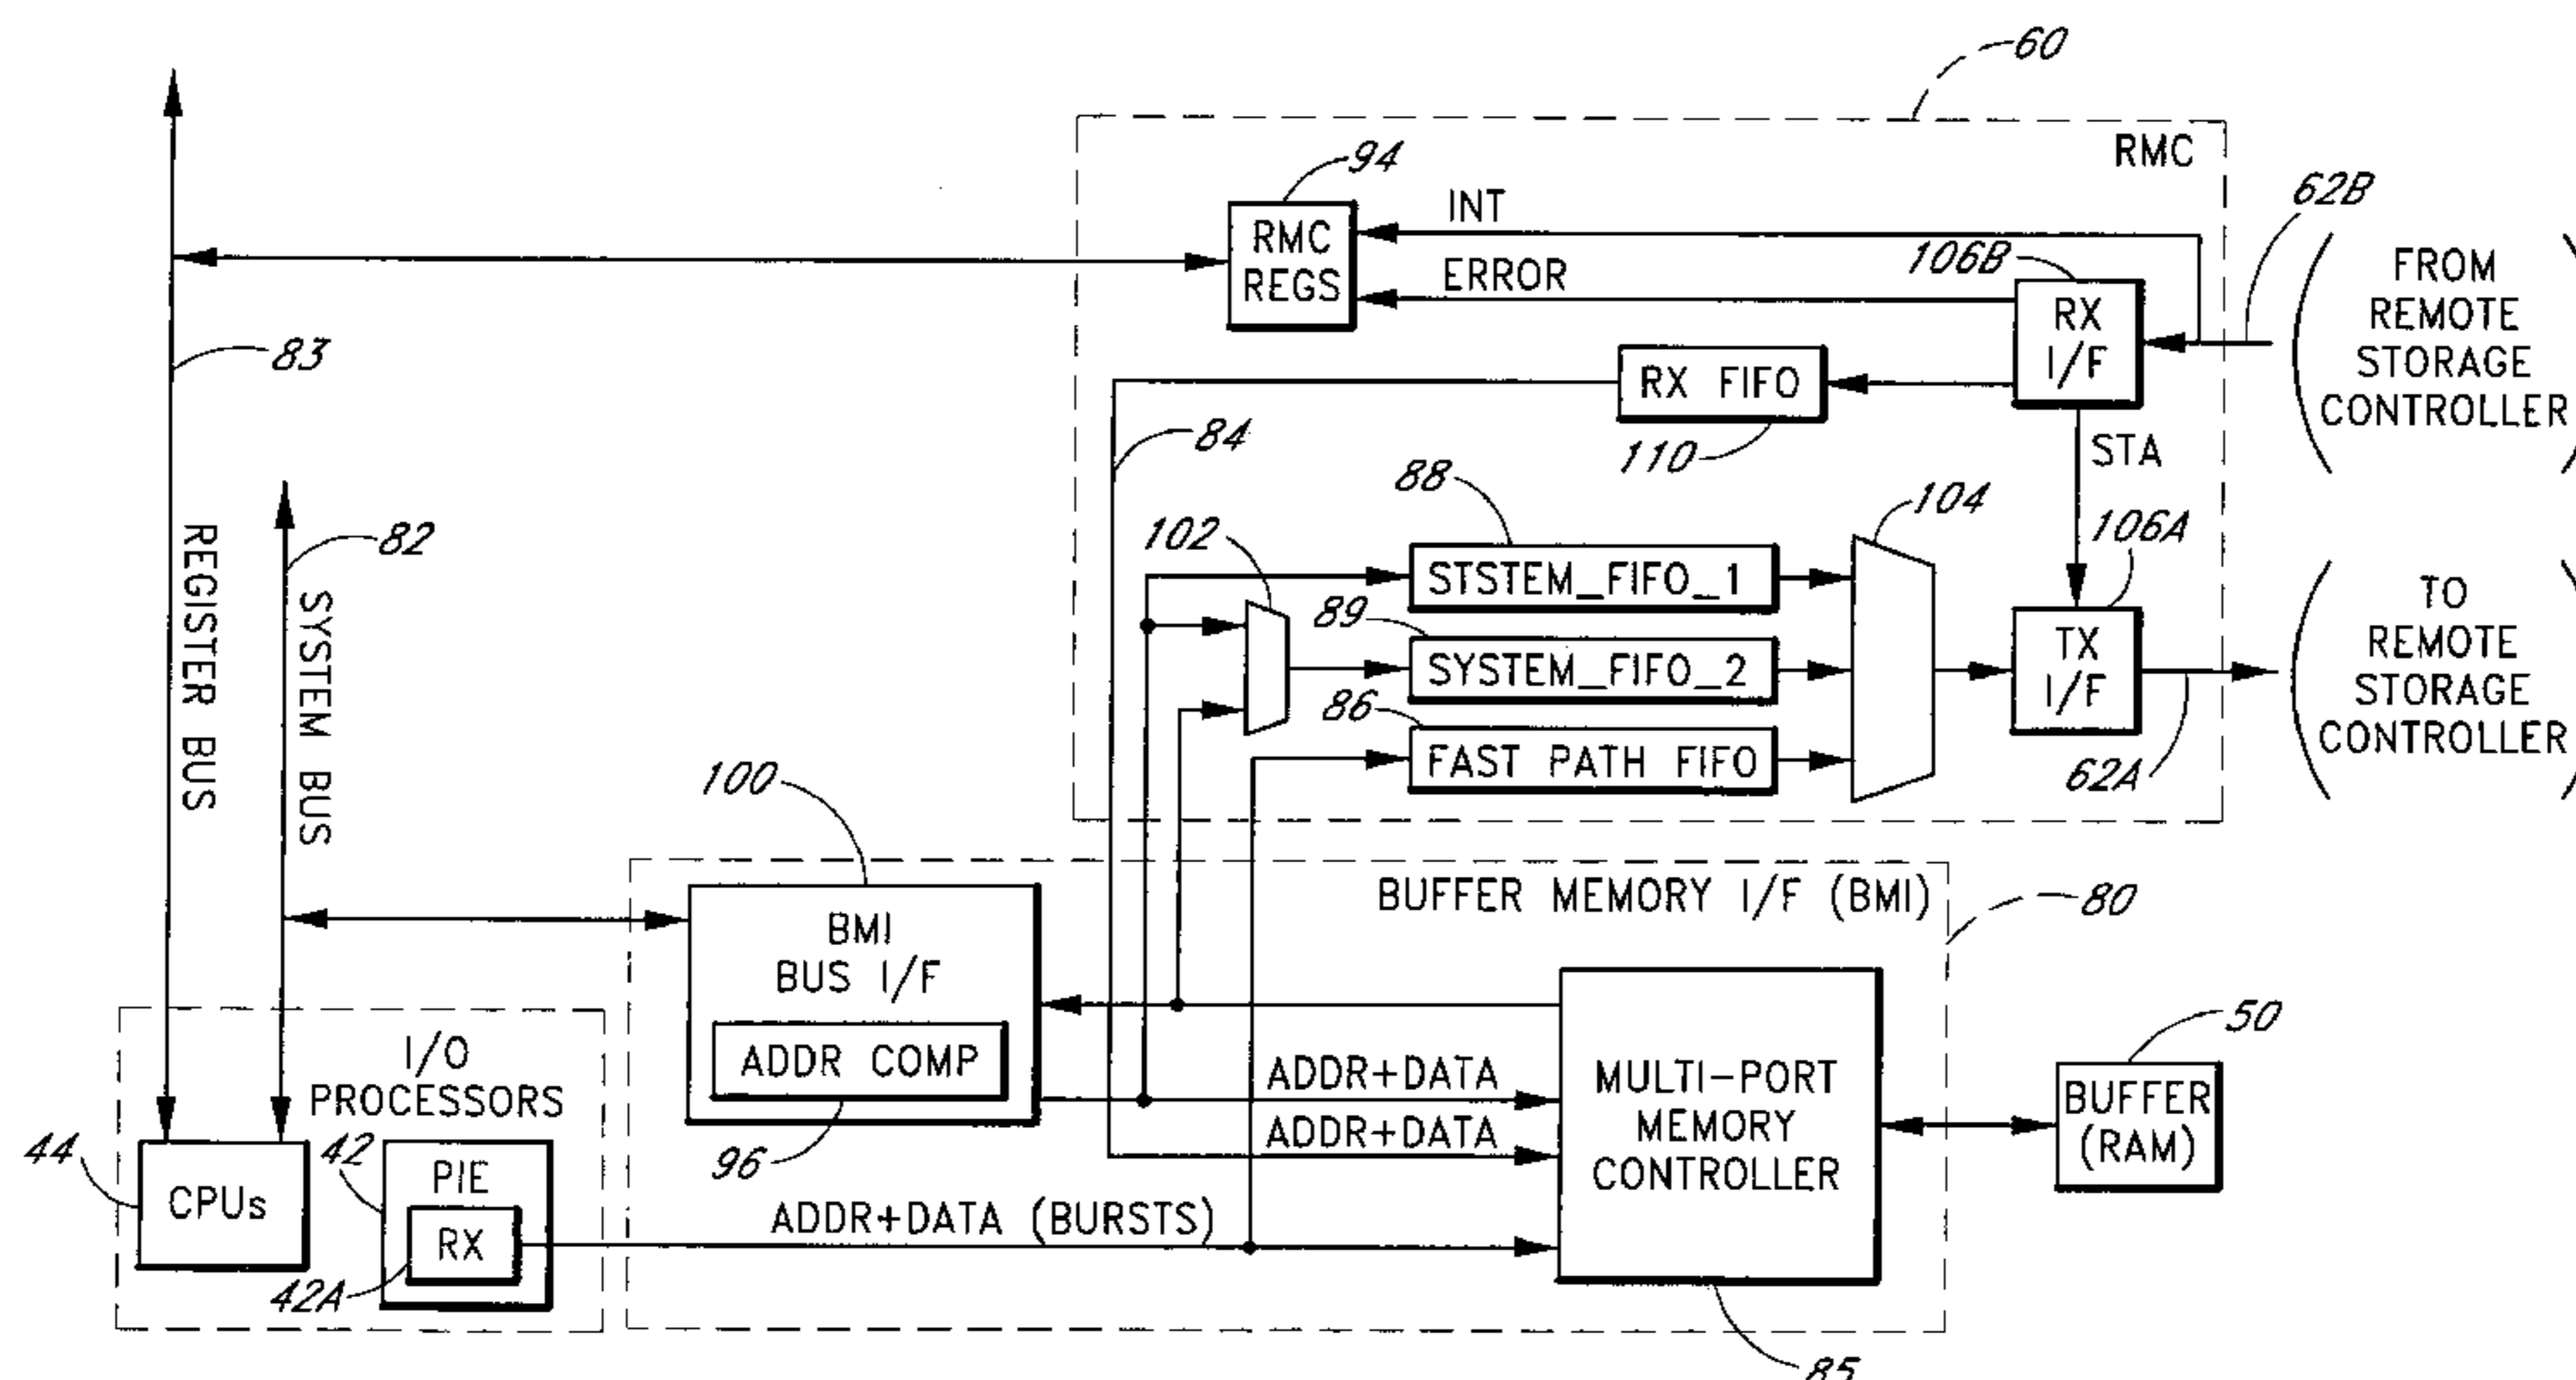 60
RMC
94
INT
62B
RMC
REGS
ERROR
106B
RX
I/F
FROM
REMOTE
STORAGE
CONTROLLER
83
RX FIFO
84
110
STA
88
104
102
106A
82
REGISTER BUS
SYSTEM BUS
STSTEM_FIFO_1
89
SYSTEM_FIFO_2
TX
I/F
TO
REMOTE
STORAGE
CONTROLLER
86
FAST PATH FIFO
62A
100
BUFFER MEMORY I/F (BMI)
80
BMI
BUS I/F
ADDR COMP
96
50
I/O
PROCESSORS
ADDR+DATA
ADDR+DATA
MULTI-PORT
MEMORY
CONTROLLER
BUFFER
(RAM)
44
42
CPUs
PIE
RX
42A
ADDR+DATA (BURSTS)
85